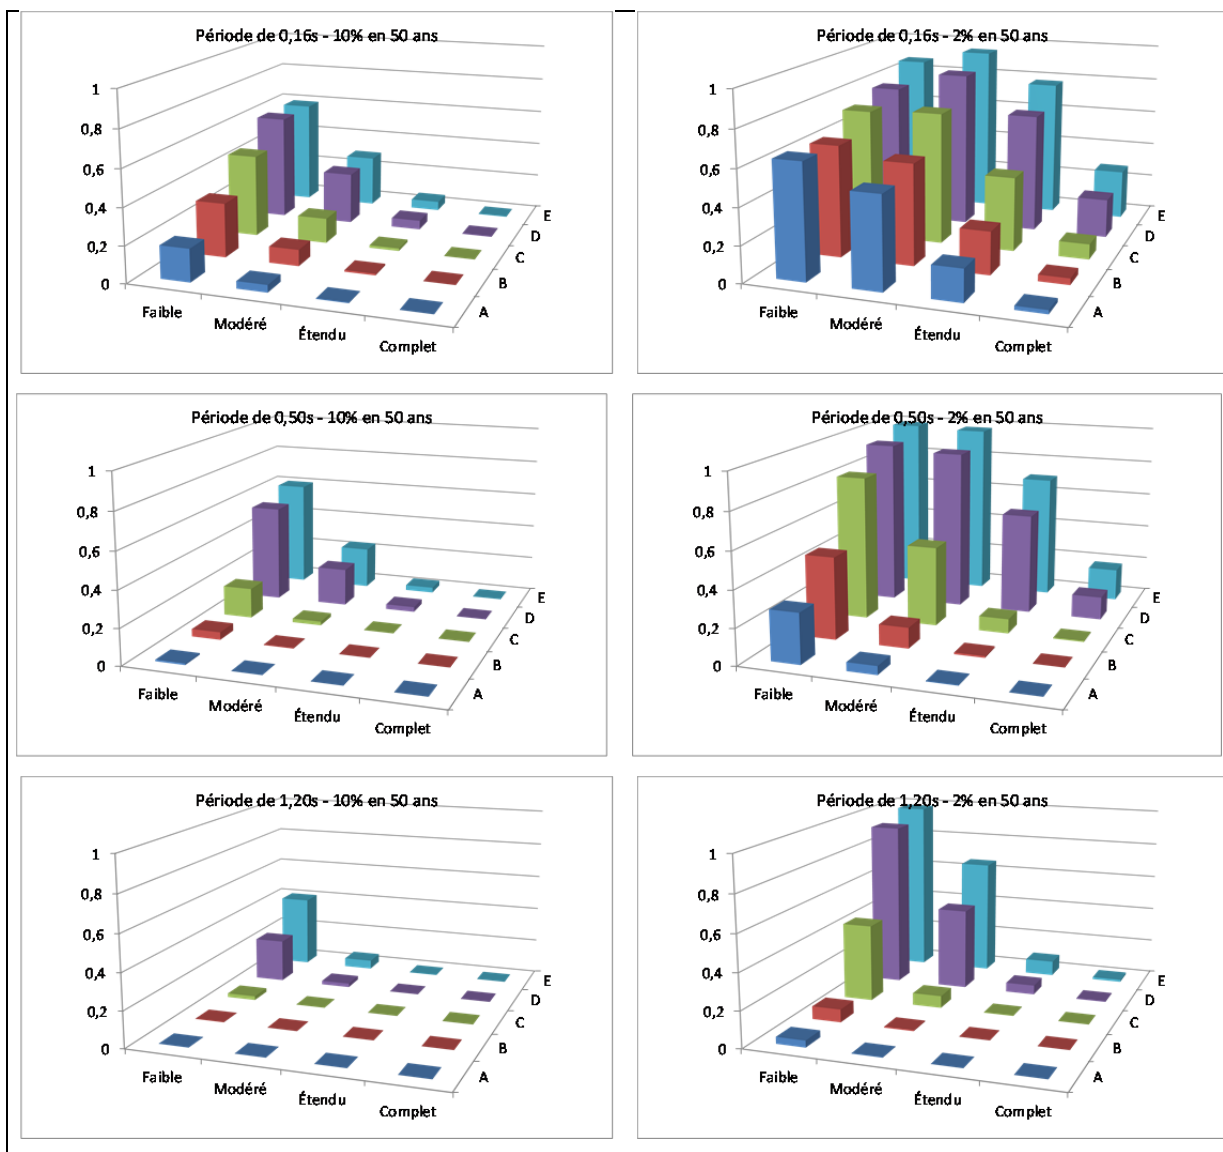 Période de 0,16s - 10% en 50 ans
1
0,8
0,6
0,4
0,2
0
Faible
Modéré
Étendu
Complet
A
B
C
D
E
Période de 0,16s - 2% en 50 ans
1
0,8
0,6
0,4
0,2
0
Faible
Modéré
Étendu
Complet
A
B
C
D
E
Période de 0,50s - 10% en 50 ans
1
0,8
0,6
0,4
0,2
0
Faible
Modéré
Étendu
Complet
A
B
C
D
E
Période de 0,50s - 2% en 50 ans
1
0,8
0,6
0,4
0,2
0
Faible
Modéré
Étendu
Complet
A
B
C
D
E
Période de 1,20s - 10% en 50 ans
1
0,8
0,6
0,4
0,2
0
Faible
Modéré
Étendu
Complet
A
B
C
D
E
Période de 1,20s - 2% en 50 ans
1
0,8
0,6
0,4
0,2
0
Faible
Modéré
Étendu
Complet
A
B
C
D
E